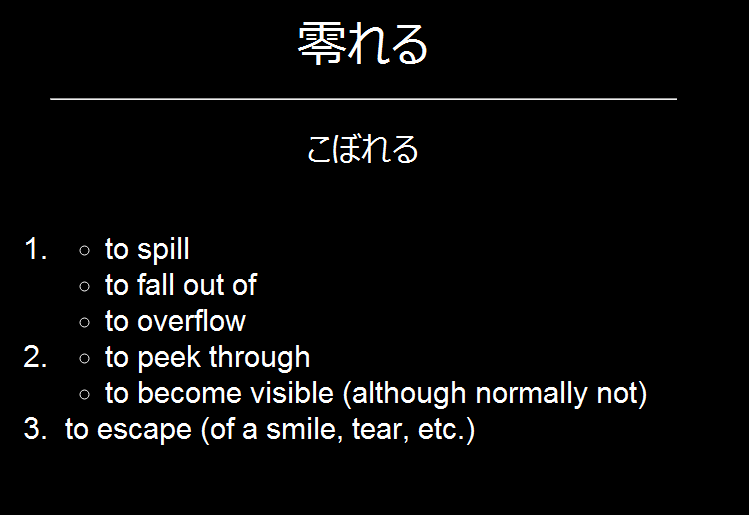 零れる
こぼれる
1. ○ to spill
○ to fall out of
○ to overflow
2. ○ to peek through
○ to become visible (although normally not)
3. to escape (of a smile, tear, etc.)